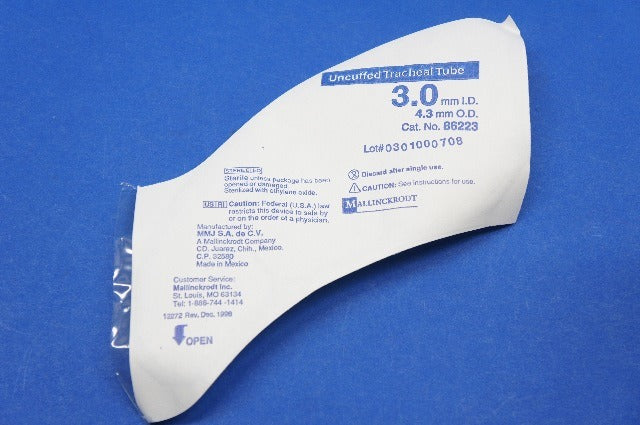 Uncuffed Tracheal Tube
3.0 mm I.D.
4.3 mm O.D.
Cat. No. 86223
Lot#0301000708
Discard after single use.
CAUTION: See instructions for use.
MALLINCKRODT
STERILE EO
Sterile unless package has been
opened or damaged.
Sterilized with ethylene oxide.
US Caution: Federal (U.S.A.) law
restricts this device to sale by
or on the order of a physician.
Manufactured by:
MMJ S.A. de C.V.
A Mallinckrodt Company
CD. Juarez, Chih., Mexico.
C.P. 32580
Made in Mexico
Customer Service:
Mallinckrodt Inc.
St. Louis, MO 63134
Tel: 1-888-744-1414
12272 Rev. Dec. 1998
OPEN